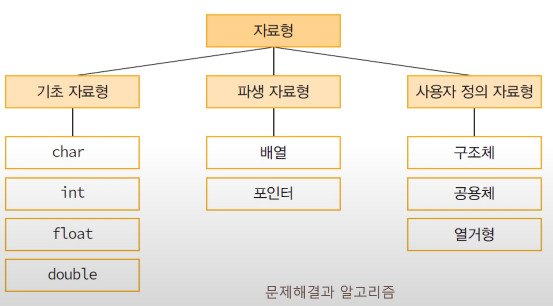 자료형
기초 자료형
파생 자료형
사용자 정의 자료형
char
배열
구조체
int
포인터
공용체
float
열거형
double
문제해결과 알고리즘